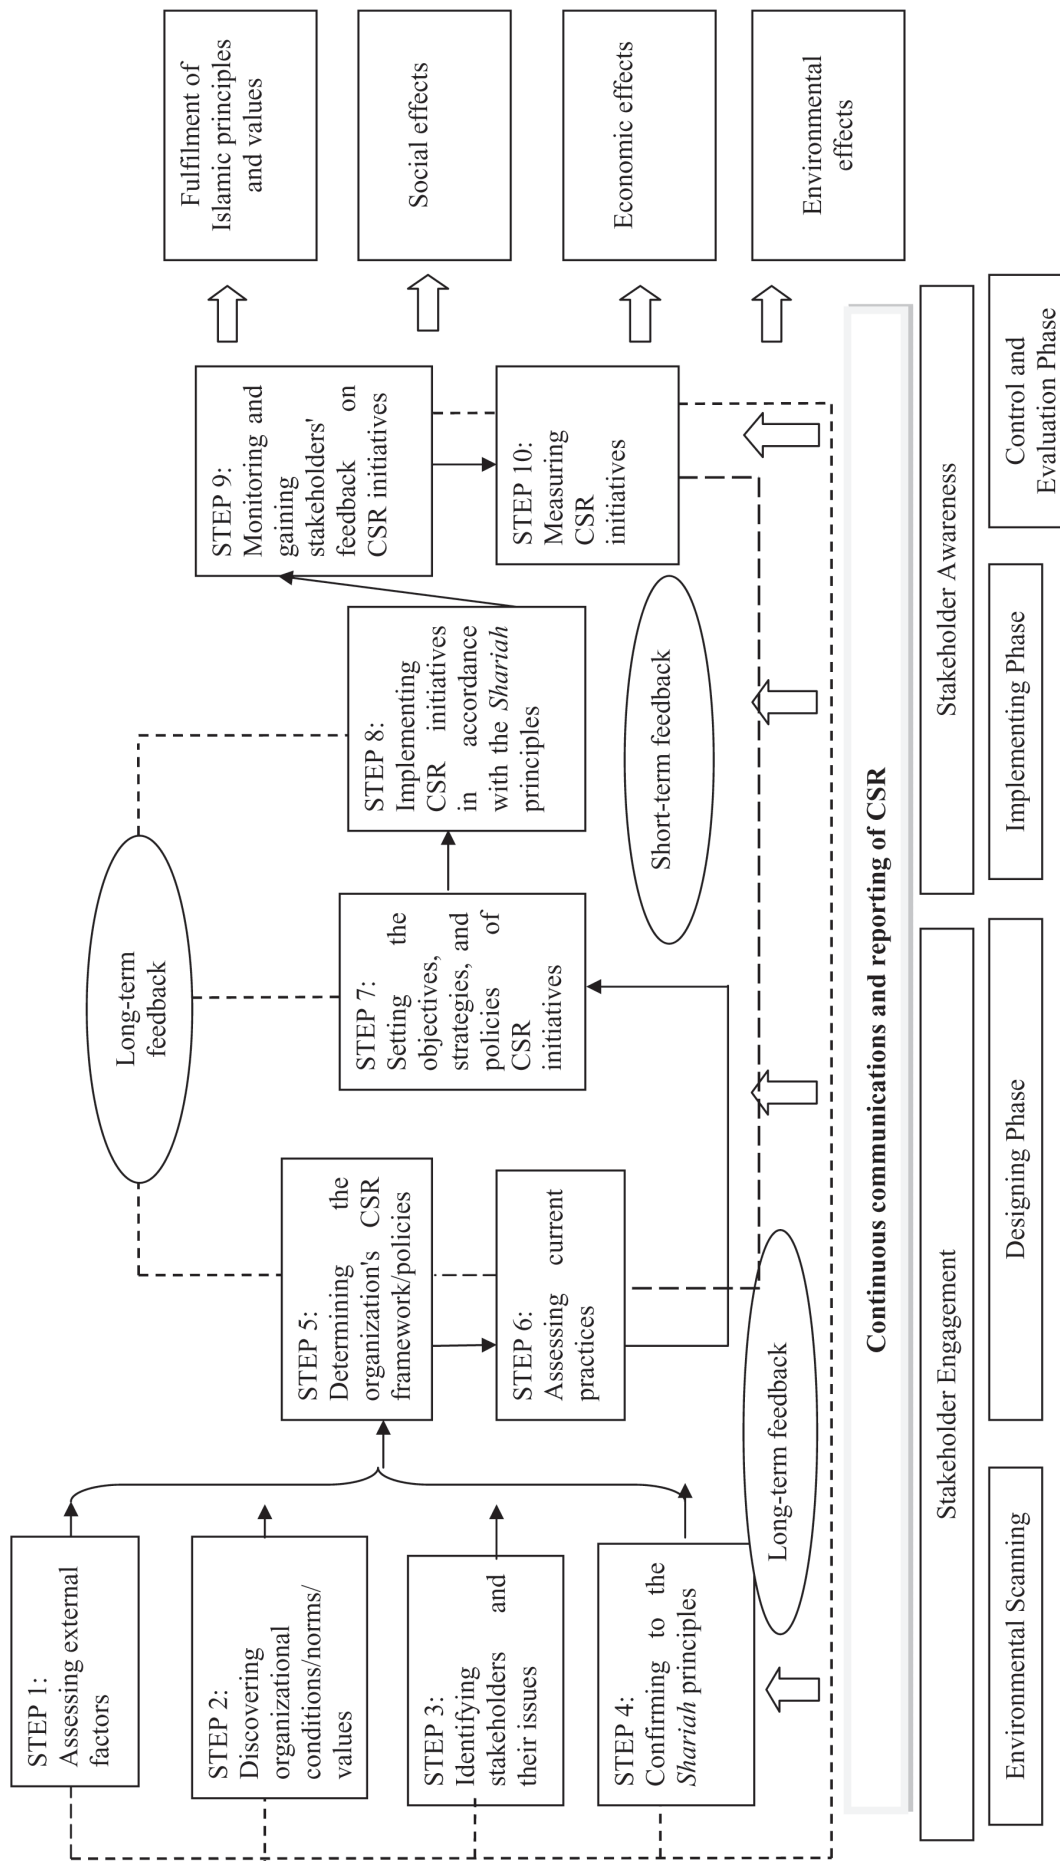 STEP 1:
Assessing external
factors
STEP 2:
Discovering
organizational
conditions/norms/
values
STEP 3:
Identifying
stakeholders and
their issues
STEP 4:
Confirming to the
Shariah principles
STEP 5:
Determining the
organization's CSR
framework/policies
STEP 6:
Assessing current
practices
Long-term
feedback
STEP 7:
Setting the
objectives,
strategies, and
policies of
CSR
initiatives
STEP 8:
Implementing
CSR initiatives
in accordance
with the Shariah
principles
STEP 9:
Monitoring and
gaining
stakeholders'
feedback on
CSR initiatives
STEP 10:
Measuring
CSR
initiatives
Fulfilment of
Islamic principles
and values
Social effects
Economic effects
Environmental
effects
Long-term feedback
Short-term feedback
Continuous communications and reporting of CSR
Stakeholder Engagement
Stakeholder Awareness
Environmental Scanning
Designing Phase
Implementing Phase
Control and
Evaluation Phase